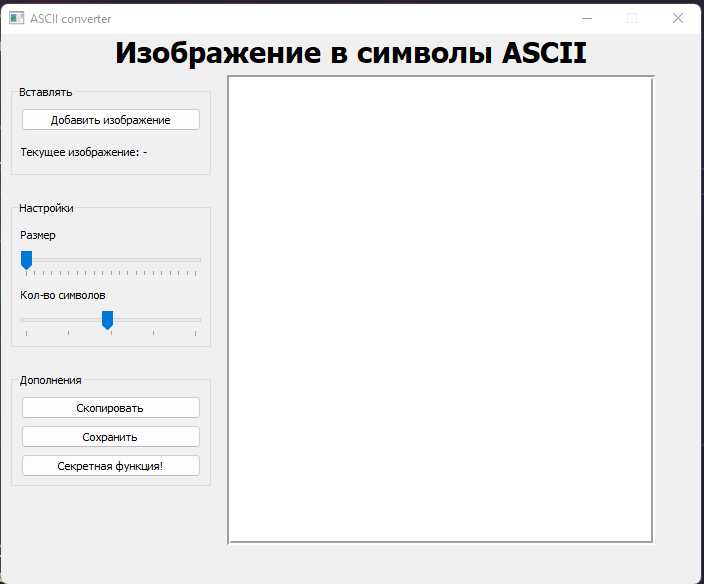 ASCII converter
Изображение в символы ASCII
Вставлять
Добавить изображение
Текущее изображение: -
Настройки
Размер
Кол-во символов
Дополнения
Скопировать
Сохранить
Секретная функция!